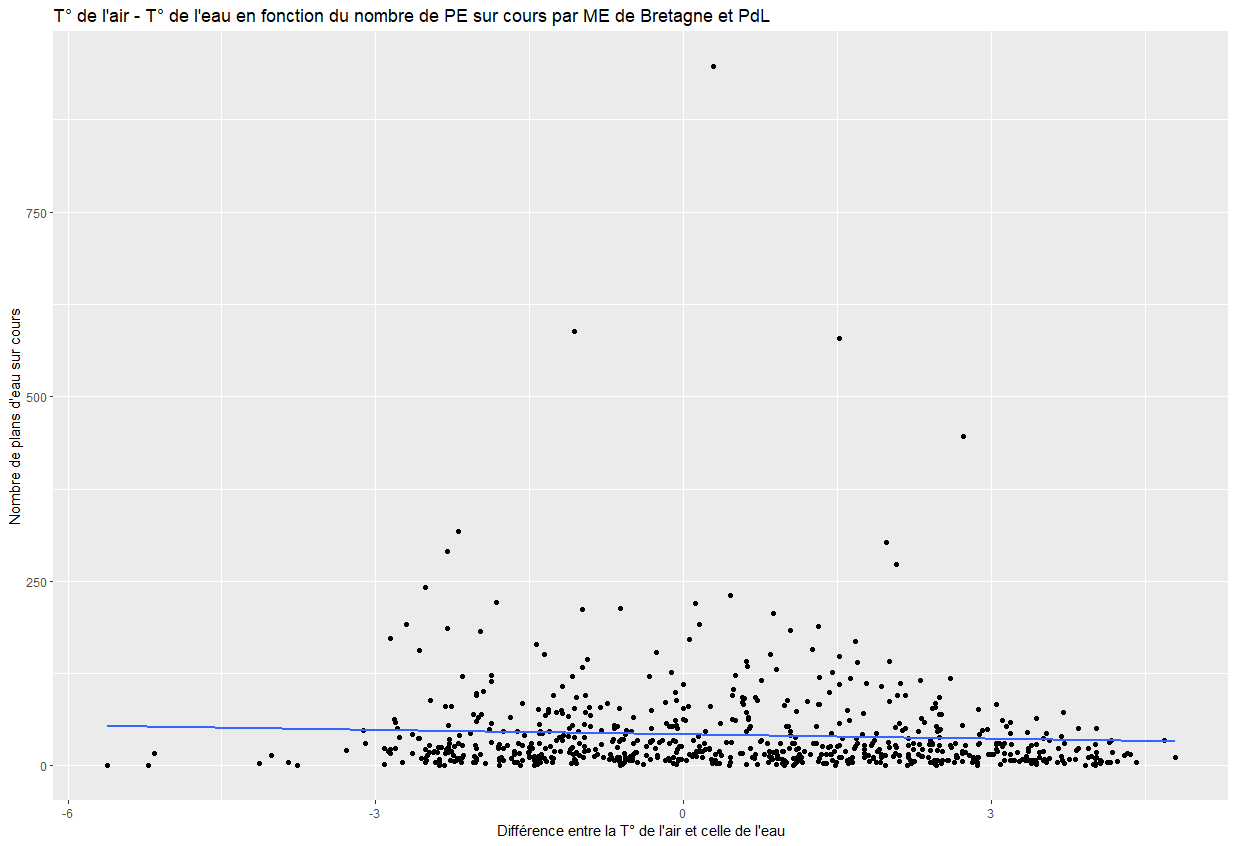 T° de l'air - T° de l'eau en fonction du nombre de PE sur cours par ME de Bretagne et PdL
Nombre de plans d'eau sur cours
750
500
250
0
-6
-3
0
3
Différence entre la T° de l'air et celle de l'eau